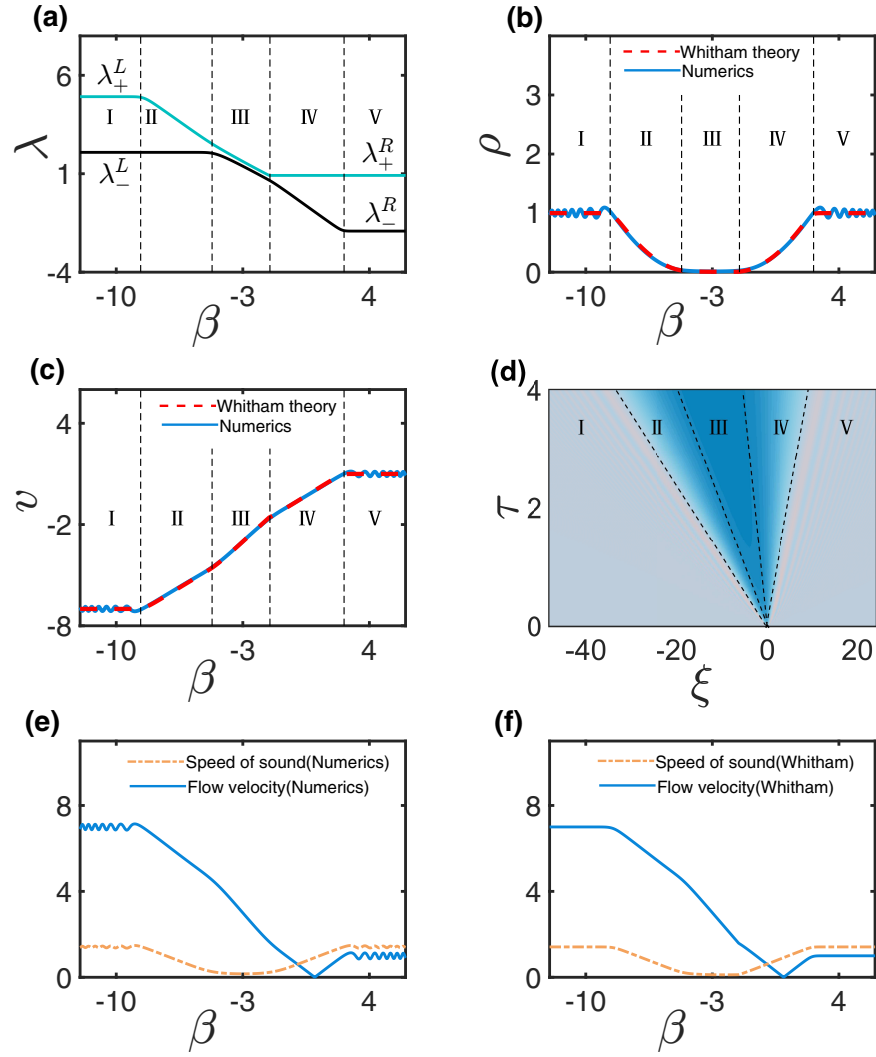 (a)
λ
6
1
-4
λ₊ᴸ
λ₋ᴸ
λ₊ᴿ
λ₋ᴿ
I II III IV V
-10 -3 4
β
(b)
ρ
4
3
2
1
0
Whitham theory
Numerics
I II III IV V
-10 -3 4
β
(c)
v
4
-2
-8
Whitham theory
Numerics
I II III IV V
-10 -3 4
β
(d)
τ
4
2
0
I II III IV V
-40 -20 0 20
ξ
(e)
8
4
0
Speed of sound(Numerics)
Flow velocity(Numerics)
-10 -3 4
β
(f)
8
4
0
Speed of sound(Whitham)
Flow velocity(Whitham)
-10 -3 4
β